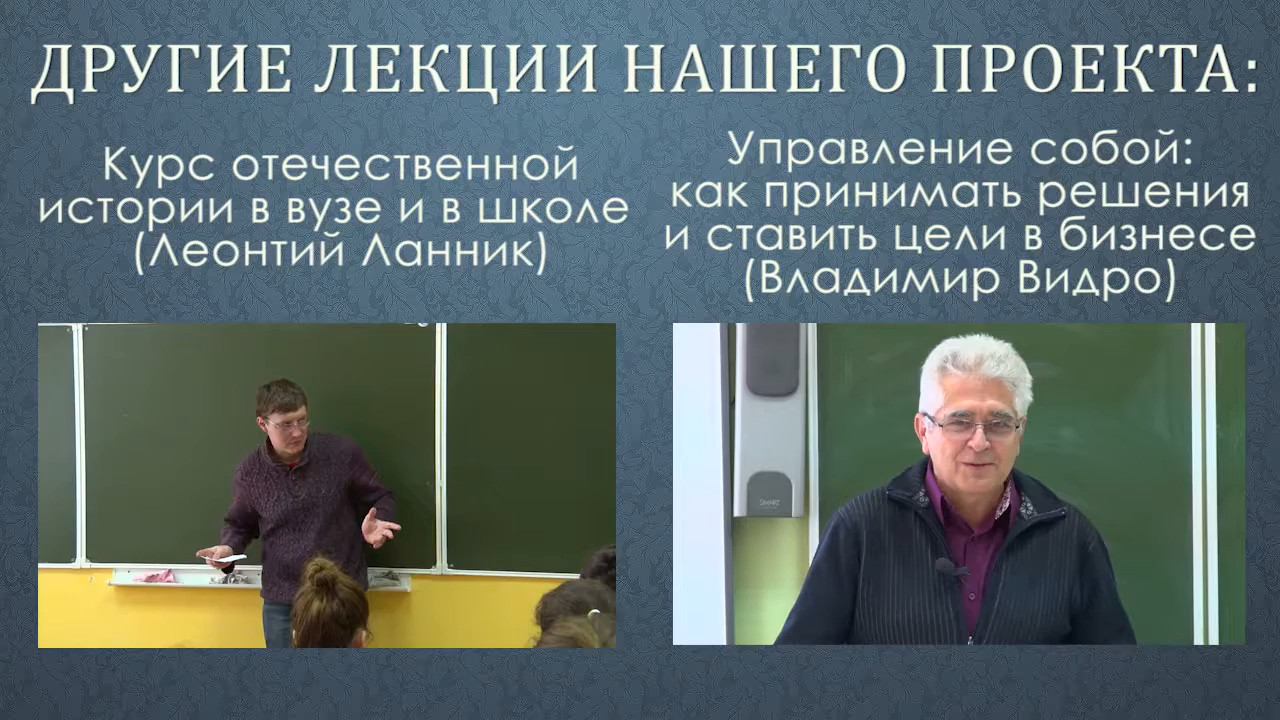 ДРУГИЕ ЛЕКЦИИ НАШЕГО ПРОЕКТА:
Курс отечественной
истории в вузе и в школе
(Леонтий Ланник)
Управление собой:
как принимать решения
и ставить цели в бизнесе
(Владимир Видро)
SMART